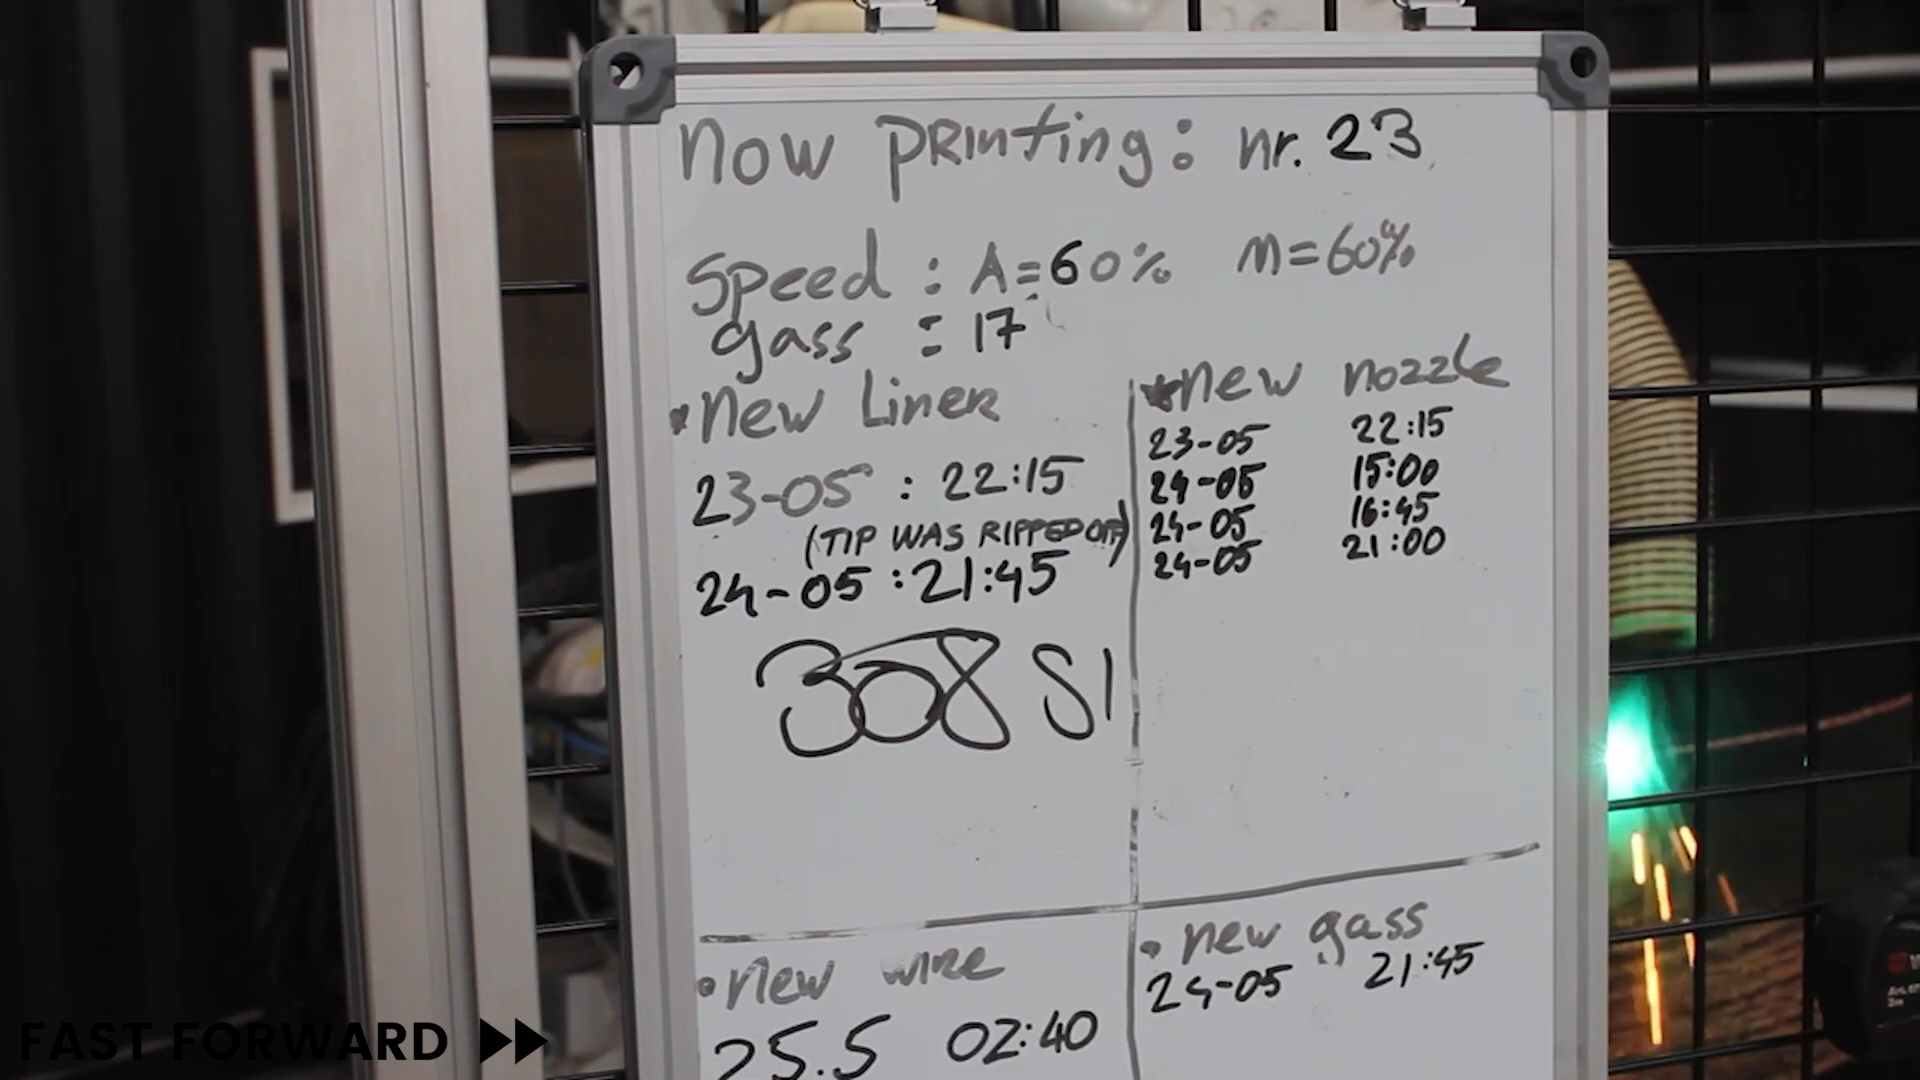 now printing: nr. 23
speed : A=60% M=60%
gass : 17
• new Liner
23-05 : 22:15
(TIP WAS RIPPED OFF)
24-05 : 21:45
308 SI
*new nozzle
23-05 22:15
24-05 15:00
24-05 16:45
24-05 21:00
• new wire
25.5 02:40
• new gass
24-05 21:45
FAST FORWARD